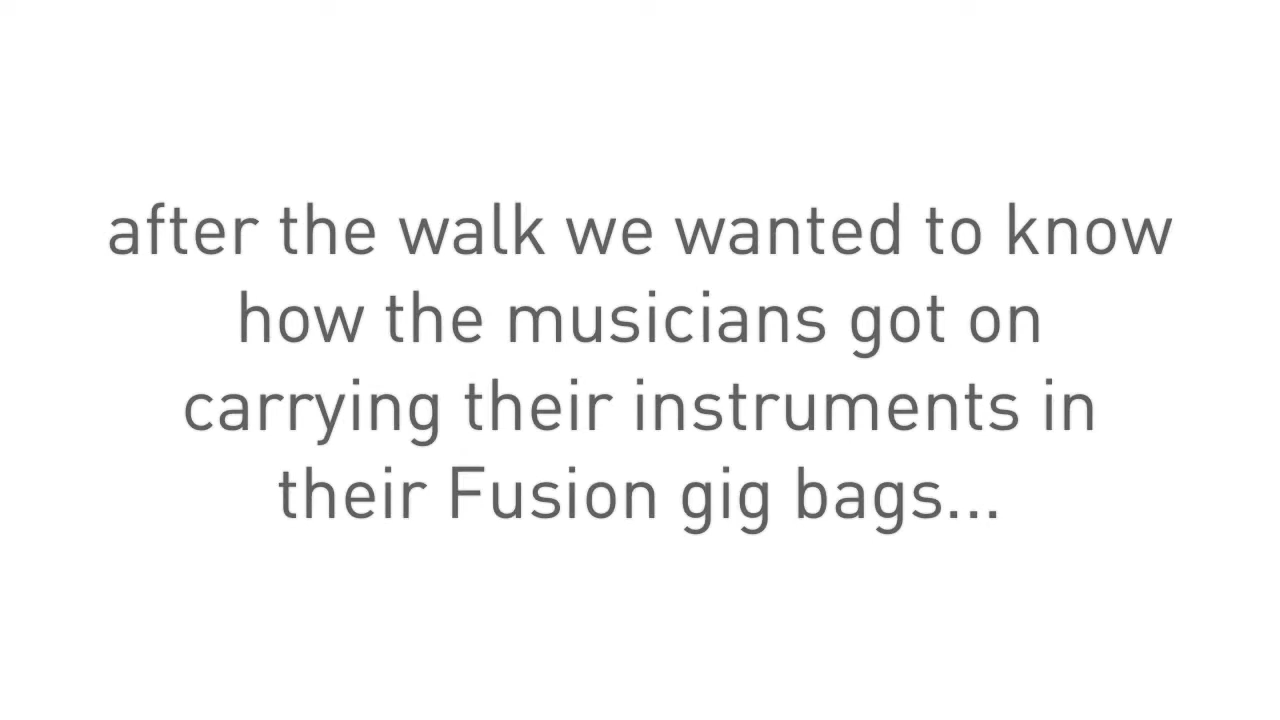 after the walk we wanted to know
how the musicians got on
carrying their instruments in
their Fusion gig bags...